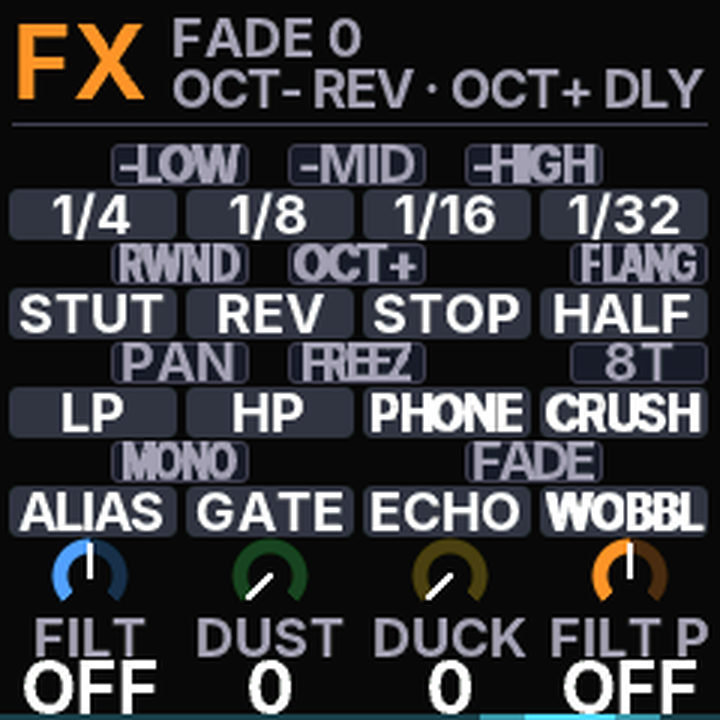 FX
FADE 0
OCT- REV · OCT+ DLY
-LOW -MID -HIGH
1/4 1/8 1/16 1/32
RWND OCT+ FLANG
STUT REV STOP HALF
PAN FREEZ 8T
LP HP PHONE CRUSH
MONO FADE
ALIAS GATE ECHO WOBBL
FILT DUST DUCK FILT P
OFF 0 0 OFF